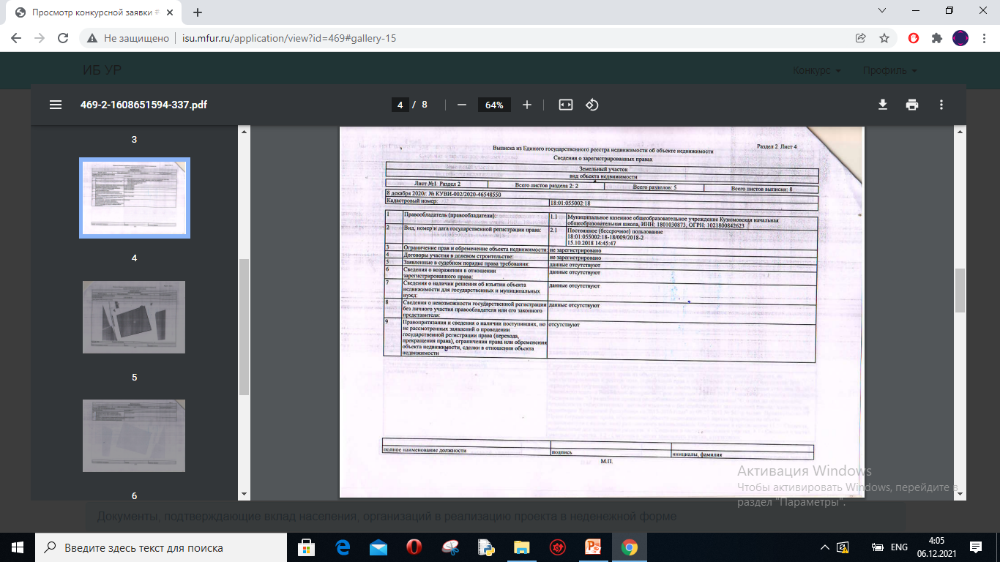 Просмотр конкурсной заявки #
Не защищено
isu.mfur.ru/application/view?id=469#gallery-15
ИБ УР
Конкурс
Профиль
469-2-1608651594-337.pdf
4 / 8
64%
3
4
5
6
Выписка из Единого государственного реестра недвижимости об объекте недвижимости
Раздел 2 Лист 4
Сведения о зарегистрированных правах
Земельный участок
вид объекта недвижимости
Лист №1 Раздел 2
Всего листов раздела 2: 2
Всего разделов: 5
Всего листов выписки: 8
8 декабря 2020г. № КУВИ-002/2020-46548550
Кадастровый номер:
18:01:055002:18
1
Правообладатель (правообладатели):
1.1
Муниципальное казенное общеобразовательное учреждение Кузюмовская начальная
общеобразовательная школа, ИНН: 1801030873, ОГРН: 1021800842623
2
Вид, номер и дата государственной регистрации права:
2.1
Постоянное (бессрочное) пользование
18:01:055002:18-18/009/2018-2
15.10.2018 14:45:47
3
Ограничение прав и обременение объекта недвижимости:
не зарегистрировано
4
Договоры участия в долевом строительстве:
не зарегистрировано
5
Заявленные в судебном порядке права требования:
данные отсутствуют
6
Сведения о возражении в отношении
зарегистрированного права:
данные отсутствуют
7
Сведения о наличии решения об изъятии объекта
недвижимости для государственных и муниципальных
нужд:
данные отсутствуют
8
Сведения о невозможности государственной регистрации
без личного участия правообладателя или его законного
представителя:
данные отсутствуют
9
Правопритязания и сведения о наличии поступивших, но
не рассмотренных заявлений о проведении
государственной регистрации права (перехода,
прекращения права), ограничения права или обременения
объекта недвижимости, сделки в отношении объекта
недвижимости
отсутствуют
полное наименование должности
подпись
инициалы, фамилия
М.П.
Активация Windows
Чтобы активировать Windows, перейдите в
раздел "Параметры".
Документы, подтверждающие вклад населения, организаций в реализацию проекта в неденежной форме
Введите здесь текст для поиска
ENG
4:05
06.12.2021